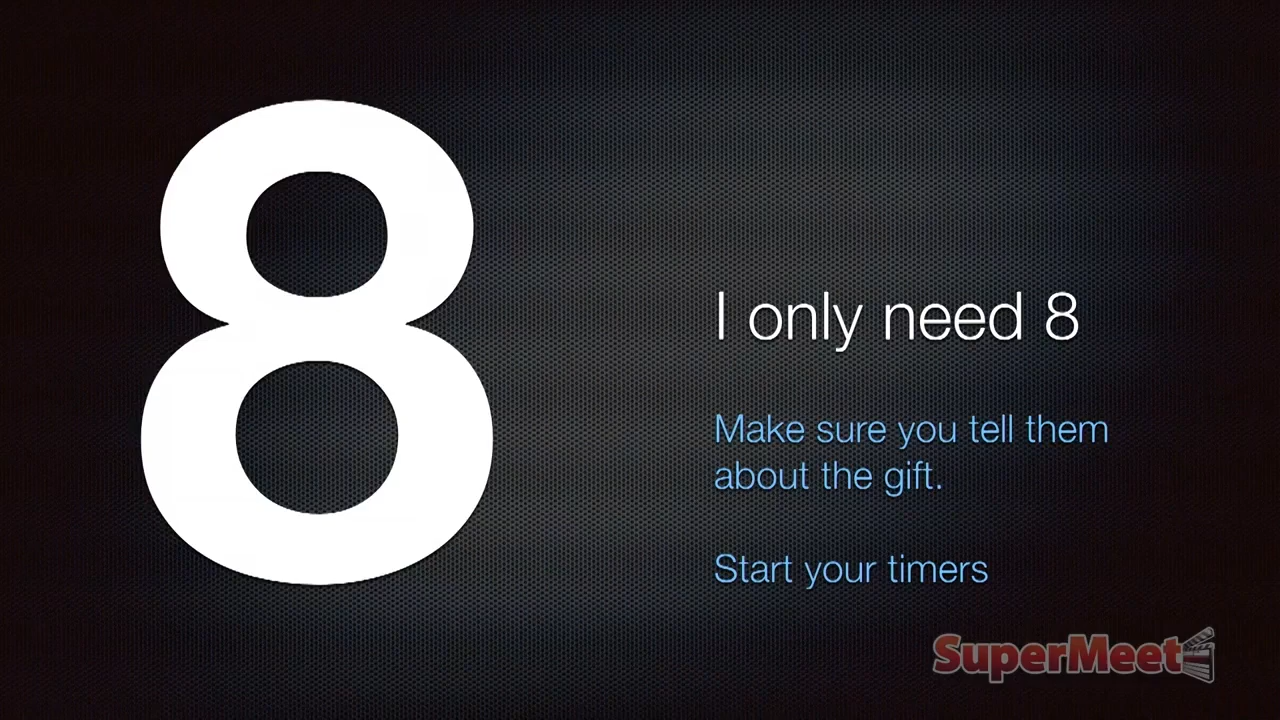 8
I only need 8
Make sure you tell them
about the gift.
Start your timers
SuperMeet